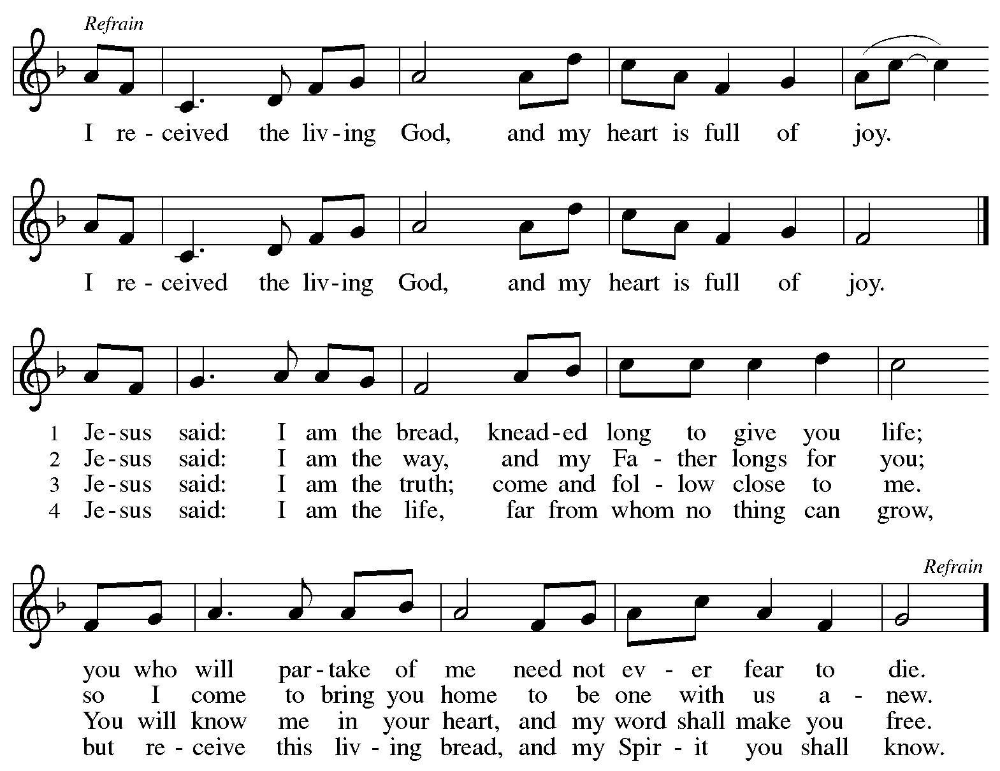 Refrain
I re - ceived the liv - ing God, and my heart is full of joy.
I re - ceived the liv - ing God, and my heart is full of joy.
1 Je - sus said: I am the bread, knead - ed long to give you life;
2 Je - sus said: I am the way, and my Fa - ther longs for you;
3 Je - sus said: I am the truth; come and fol - low close to me.
4 Je - sus said: I am the life, far from whom no thing can grow,
Refrain
you who will par - take of me need not ev - er fear to die.
so I come to bring you home to be one with us a - new.
You will know me in your heart, and my word shall make you free.
but re - ceive this liv - ing bread, and my Spir - it you shall know.